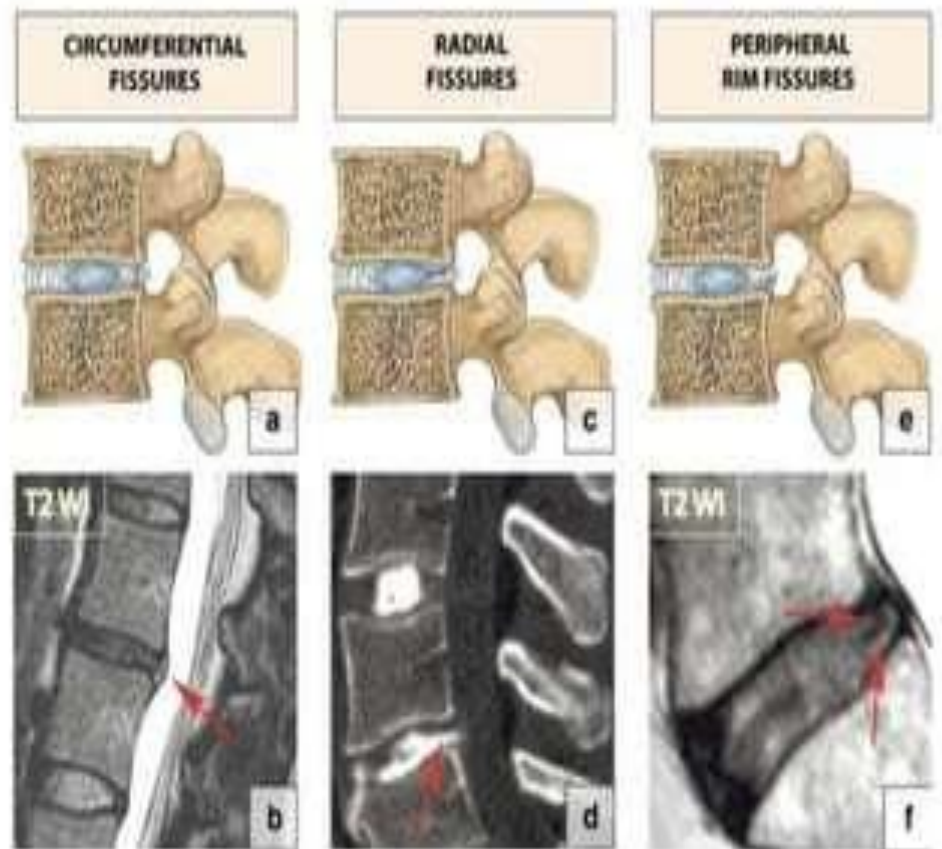 CIRCUMFERENTIAL
FISSURES
RADIAL
FISSURES
PERIPHERAL
RIM FISSURES
a
c
e
T2 WI
b
d
T2 WI
f